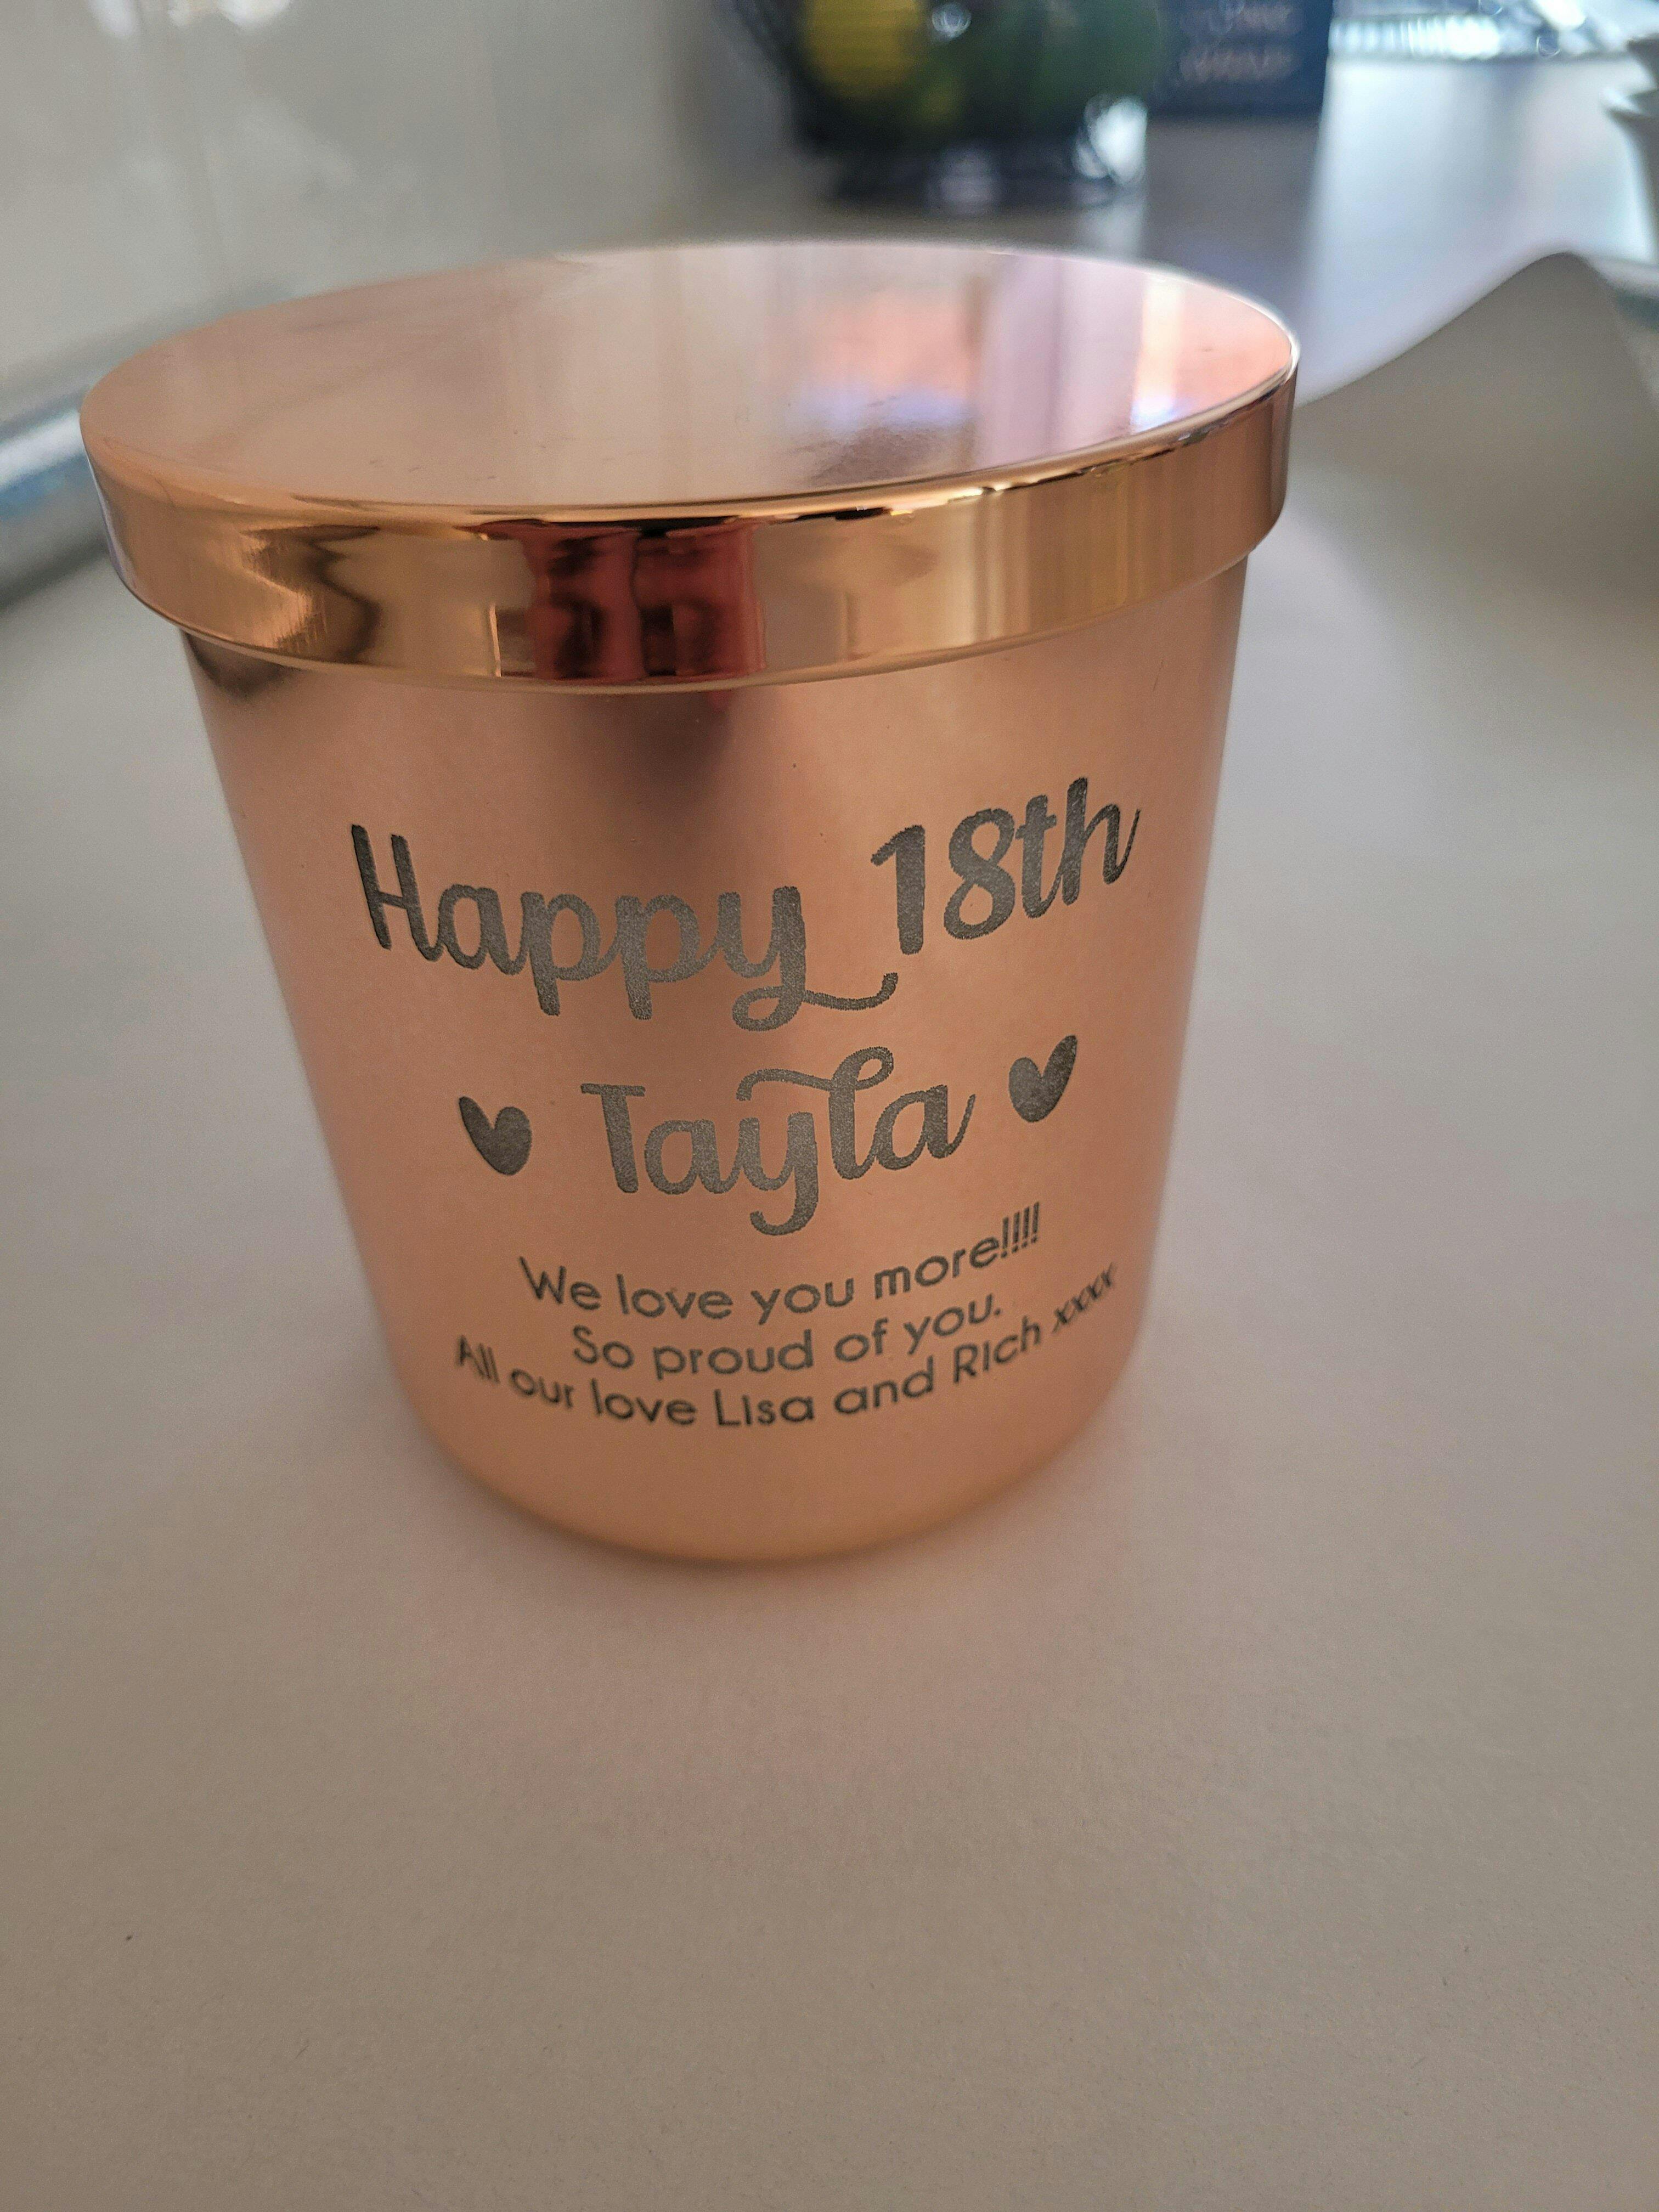 Happy 18th
Tayla
We love you more!!!!
So proud of you.
All our love Lisa and Rich xxxx